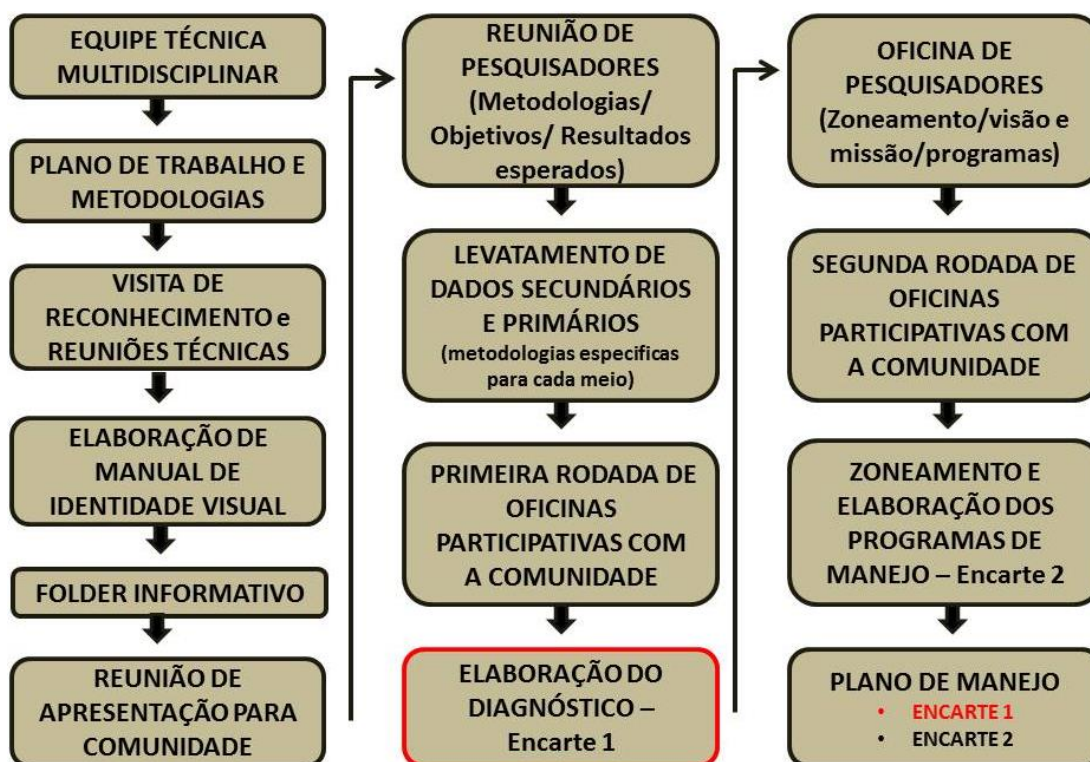 EQUIPE TÉCNICA
MULTIDISCIPLINAR
PLANO DE TRABALHO E
METODOLOGIAS
VISITA DE
RECONHECIMENTO e
REUNIÕES TÉCNICAS
ELABORAÇÃO DE
MANUAL DE
IDENTIDADE VISUAL
FOLDER INFORMATIVO
REUNIÃO DE
APRESENTAÇÃO PARA
COMUNIDADE
REUNIÃO DE
PESQUISADORES
(Metodologias/
Objetivos/ Resultados
esperados)
LEVATAMENTO DE
DADOS SECUNDÁRIOS
E PRIMÁRIOS
(metodologias especificas
para cada meio)
PRIMEIRA RODADA DE
OFICINAS
PARTICIPATIVAS COM
A COMUNIDADE
ELABORAÇÃO DO
DIAGNÓSTICO –
Encarte 1
OFICINA DE
PESQUISADORES
(Zoneamento/visão e
missão/programas)
SEGUNDA RODADA DE
OFICINAS
PARTICIPATIVAS COM
A COMUNIDADE
ZONEAMENTO E
ELABORAÇÃO DOS
PROGRAMAS DE
MANEJO – Encarte 2
PLANO DE MANEJO
• ENCARTE 1
• ENCARTE 2